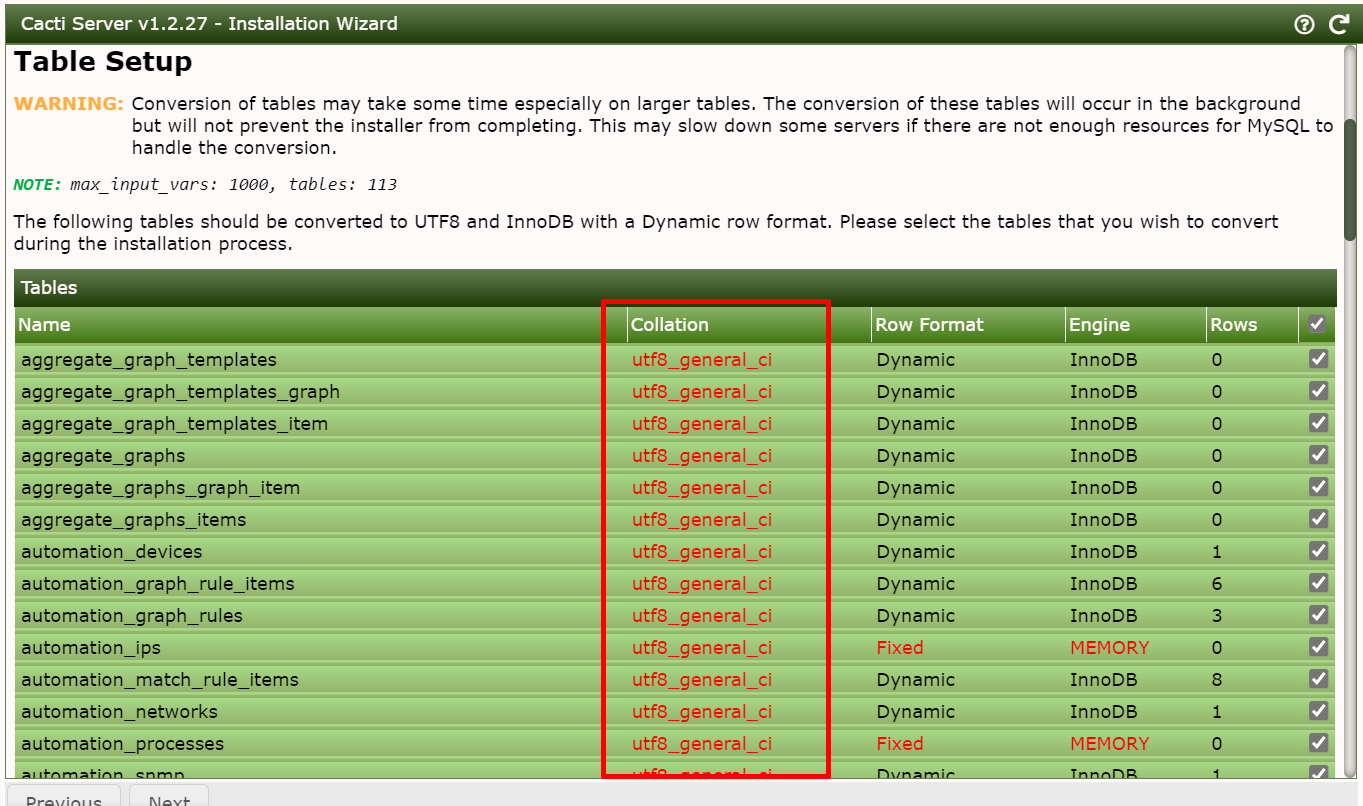 Cacti Server v1.2.27 - Installation Wizard
Table Setup
WARNING: Conversion of tables may take some time especially on larger tables. The conversion of these tables will occur in the background
but will not prevent the installer from completing. This may slow down some servers if there are not enough resources for MySQL to
handle the conversion.
NOTE: max_input_vars: 1000, tables: 113
The following tables should be converted to UTF8 and InnoDB with a Dynamic row format. Please select the tables that you wish to convert
during the installation process.
Tables
Name Collation Row Format Engine Rows
aggregate_graph_templates utf8_general_ci Dynamic InnoDB 0
aggregate_graph_templates_graph utf8_general_ci Dynamic InnoDB 0
aggregate_graph_templates_item utf8_general_ci Dynamic InnoDB 0
aggregate_graphs utf8_general_ci Dynamic InnoDB 0
aggregate_graphs_graph_item utf8_general_ci Dynamic InnoDB 0
aggregate_graphs_items utf8_general_ci Dynamic InnoDB 0
automation_devices utf8_general_ci Dynamic InnoDB 1
automation_graph_rule_items utf8_general_ci Dynamic InnoDB 6
automation_graph_rules utf8_general_ci Dynamic InnoDB 3
automation_ips utf8_general_ci Fixed MEMORY 0
automation_match_rule_items utf8_general_ci Dynamic InnoDB 8
automation_networks utf8_general_ci Dynamic InnoDB 1
automation_processes utf8_general_ci Fixed MEMORY 0
automation_snmp utf8_general_ci Dynamic InnoDB 1
Previous Next